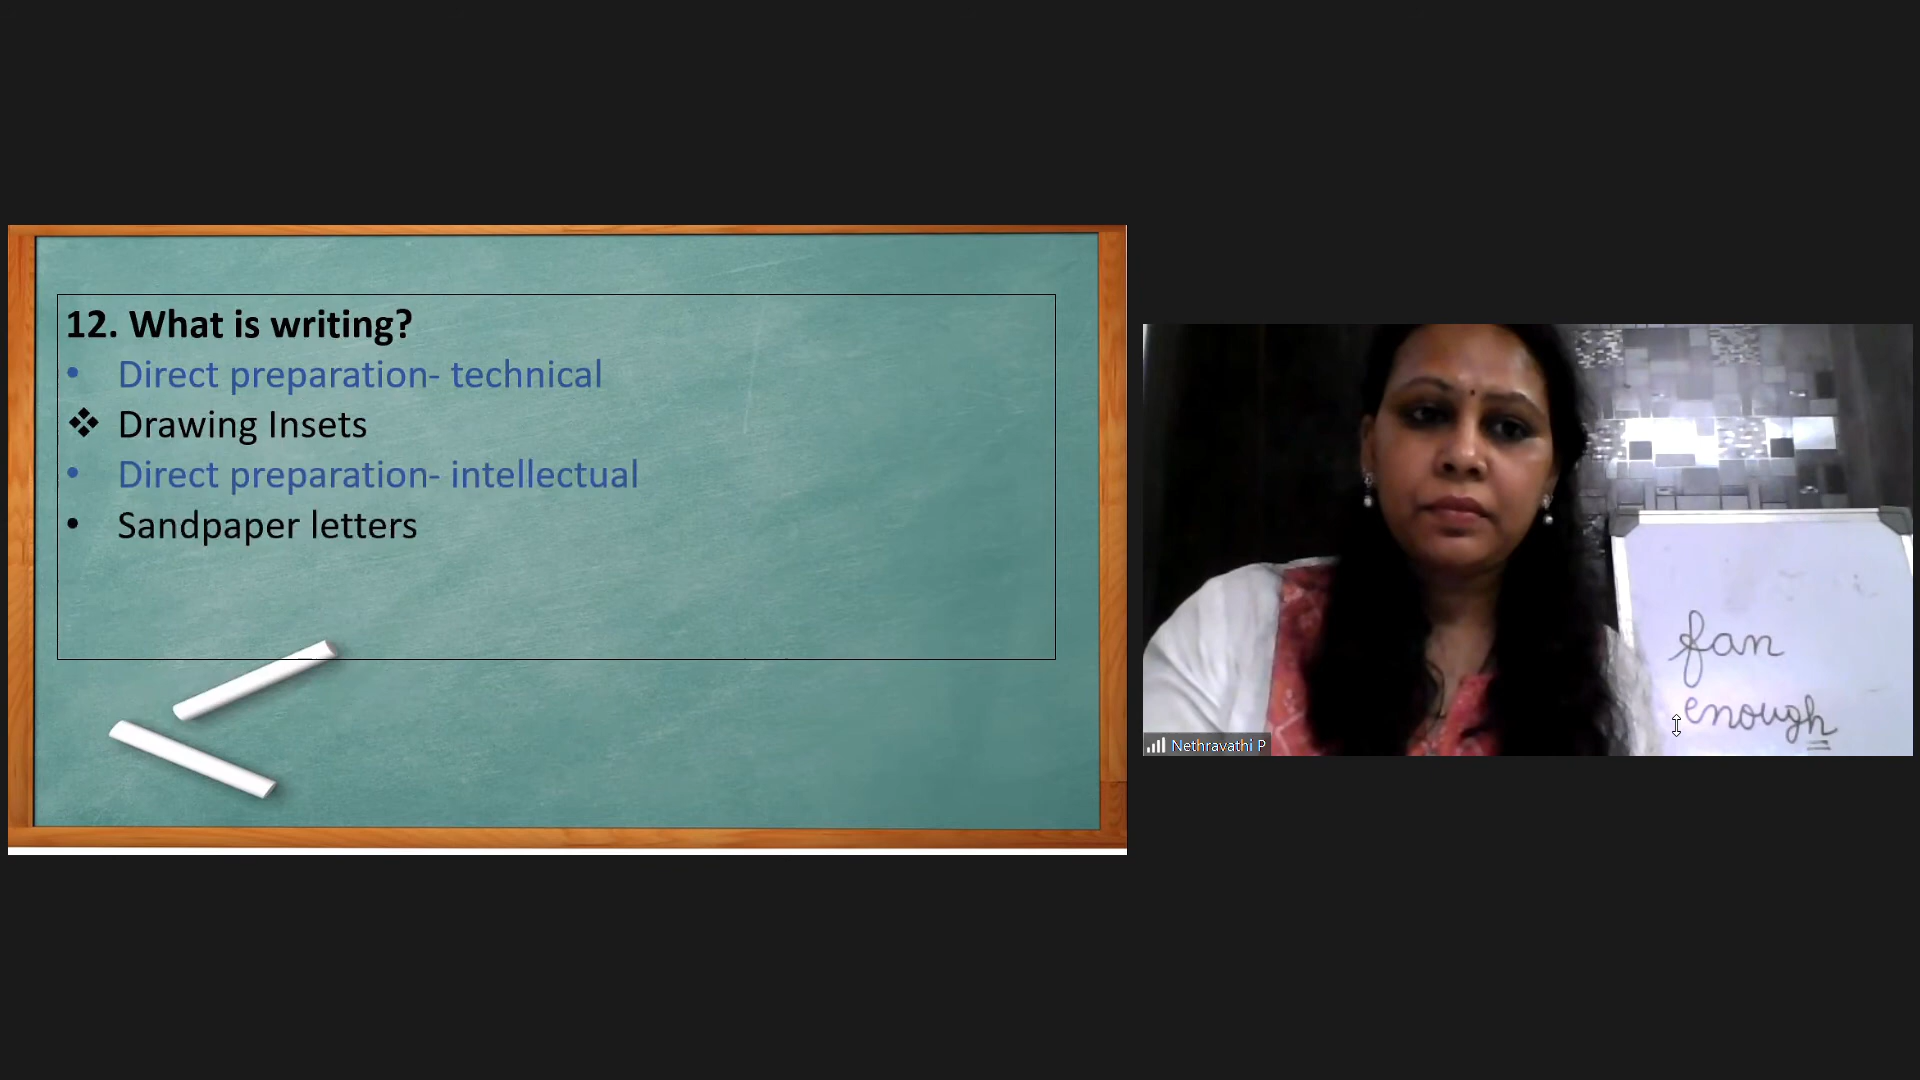 12. What is writing?
• Direct preparation- technical
❖ Drawing Insets
• Direct preparation- intellectual
• Sandpaper letters
fan
enough
Nethravathi P